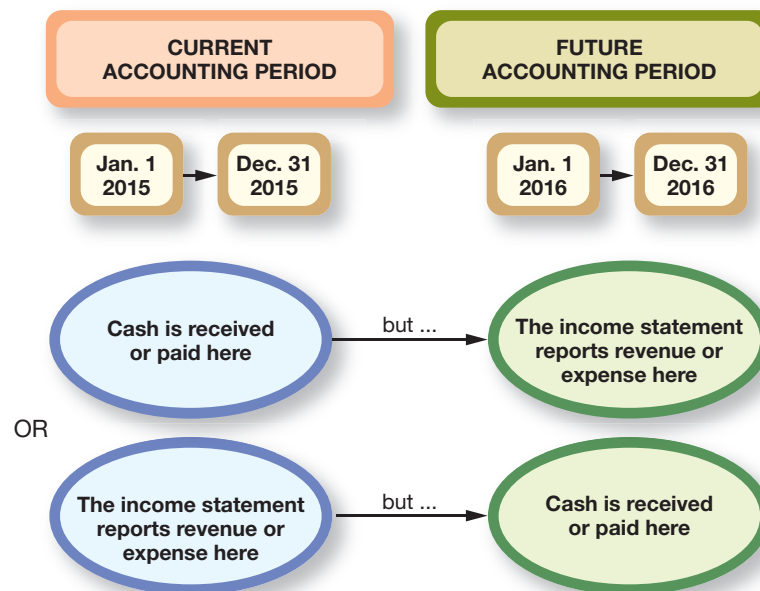 CURRENT
ACCOUNTING PERIOD
FUTURE
ACCOUNTING PERIOD
Jan. 1
2015
Dec. 31
2015
Jan. 1
2016
Dec. 31
2016
Cash is received
or paid here
but ...
The income statement
reports revenue or
expense here
OR
The income statement
reports revenue or
expense here
but ...
Cash is received
or paid here